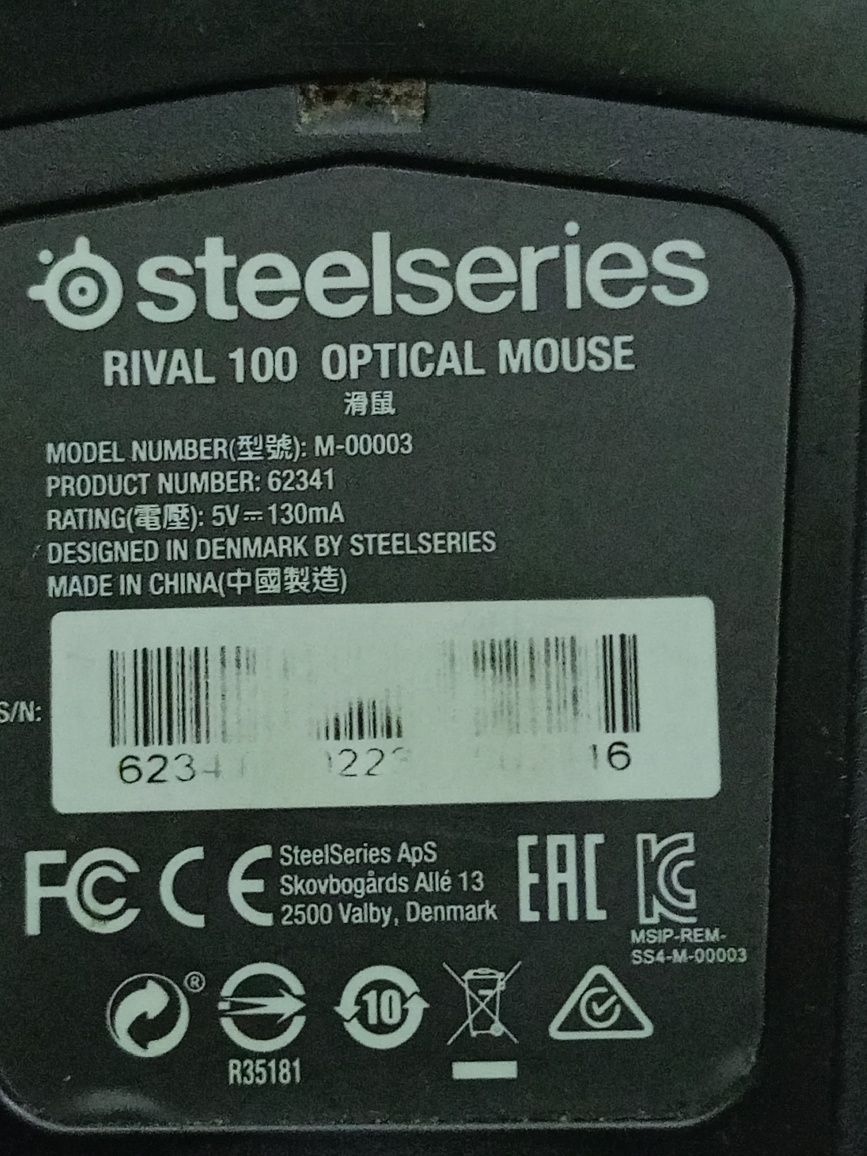 steelseries
RIVAL 100 OPTICAL MOUSE
滑鼠
MODEL NUMBER(型號): M-00003
PRODUCT NUMBER: 62341
RATING(電壓): 5V⎓130mA
DESIGNED IN DENMARK BY STEELSERIES
MADE IN CHINA(中國製造)
S/N:
FC CE
SteelSeries ApS
Skovbogårds Allé 13
2500 Valby, Denmark
EAC KC
MSIP-REM-
SS4-M-00003
® 10
R35181